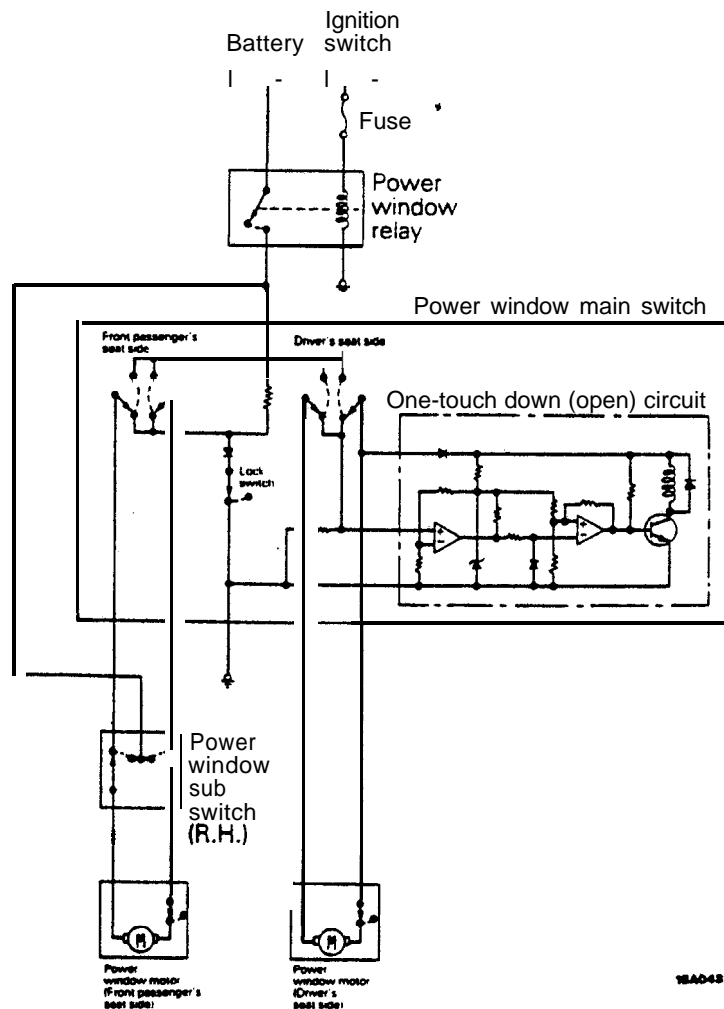 Battery
Ignition
switch
Fuse
Power
window
relay
Power window main switch
Front passenger's
seat side
Driver's seat side
One-touch down (open) circuit
Lock
switch
Power
window
sub
switch
(R.H.)
Power
window motor
(Front passenger's
seat side)
Power
window motor
(Driver's
seat side)